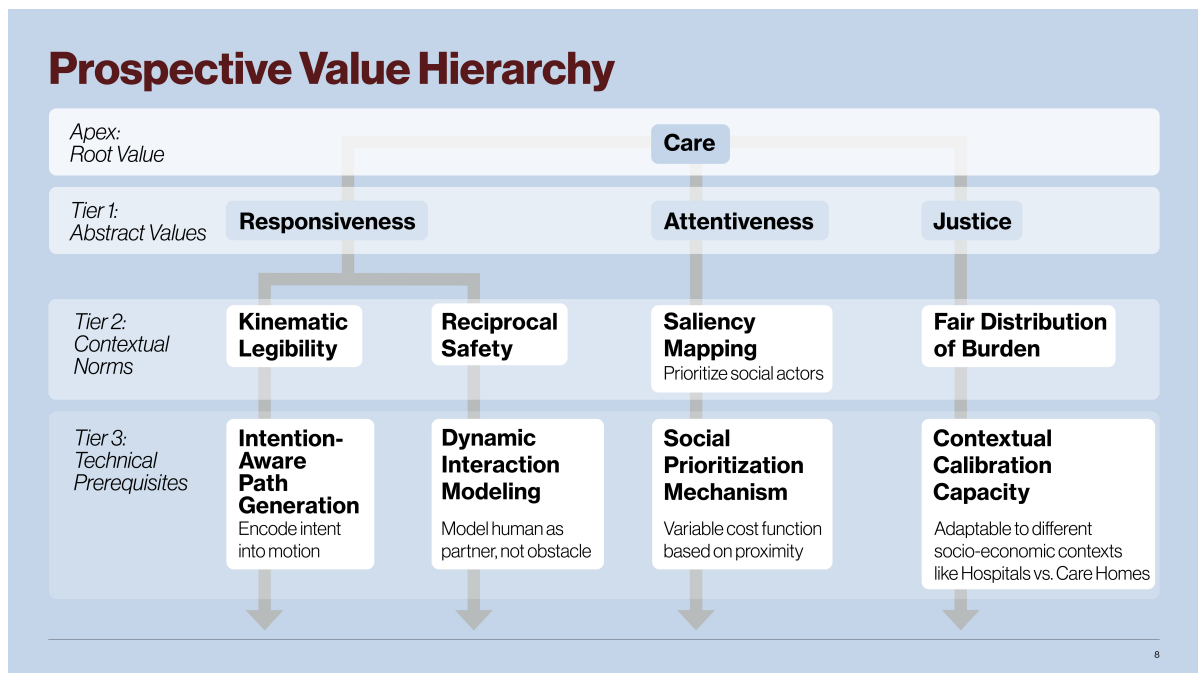 Prospective Value Hierarchy
Apex:
Root Value
Care
Tier 1:
Abstract Values
Responsiveness
Attentiveness
Justice
Tier 2:
Contextual
Norms
Kinematic
Legibility
Reciprocal
Safety
Saliency
Mapping
Prioritize social actors
Fair Distribution
of Burden
Tier 3:
Technical
Prerequisites
Intention-
Aware
Path
Generation
Encode intent
into motion
Dynamic
Interaction
Modeling
Model human as
partner, not obstacle
Social
Prioritization
Mechanism
Variable cost function
based on proximity
Contextual
Calibration
Capacity
Adaptable to different
socio-economic contexts
like Hospitals vs. Care Homes
8